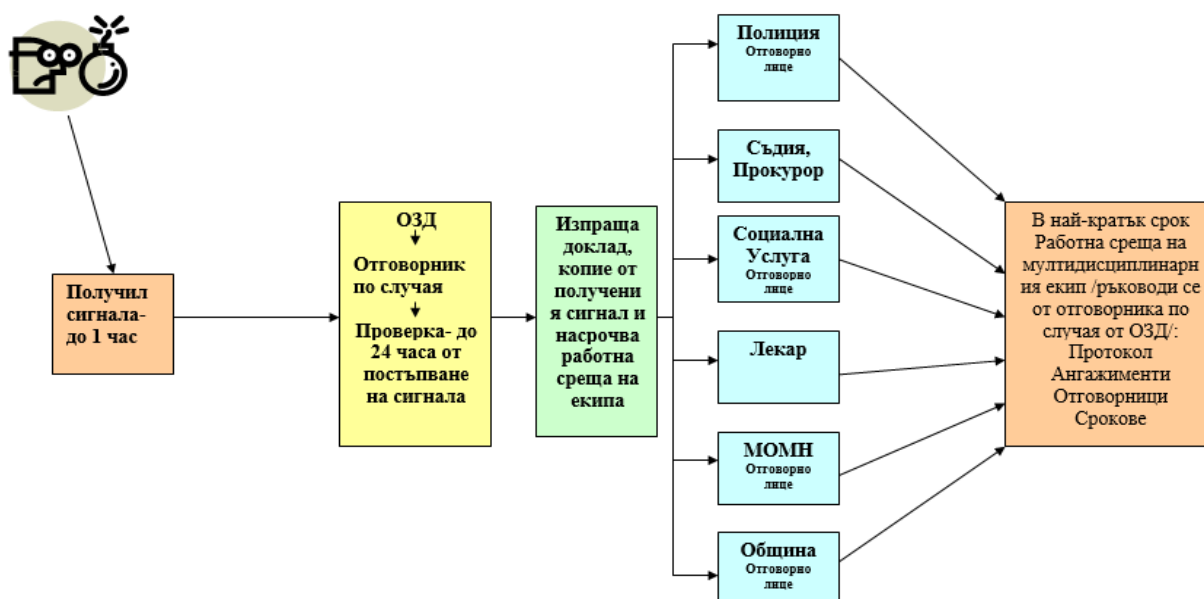 Получил
сигнала-
до 1 час
ОЗД
Отговорник
по случая
Проверка- до
24 часа от
постъпване
на сигнала
Изпраща
доклад,
копие от
получени
я сигнал и
насрочва
работна
среща на
екипа
Полиция
Отговорно
лице
Съдия,
Прокурор
Социална
Услуга
Отговорно
лице
Лекар
МОМН
Отговорно
лице
Община
Отговорно
лице
В най-кратък срок
Работна среща на
мултидисциплинарн
ия екип /ръководи се
от отговорника по
случая от ОЗД/:
Протокол
Ангажименти
Отговорници
Срокове